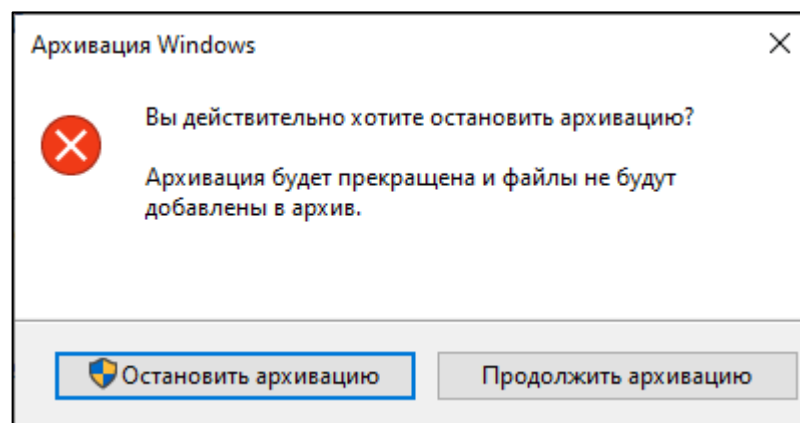 Архивация Windows
Вы действительно хотите остановить архивацию?
Архивация будет прекращена и файлы не будут
добавлены в архив.
Остановить архивацию
Продолжить архивацию